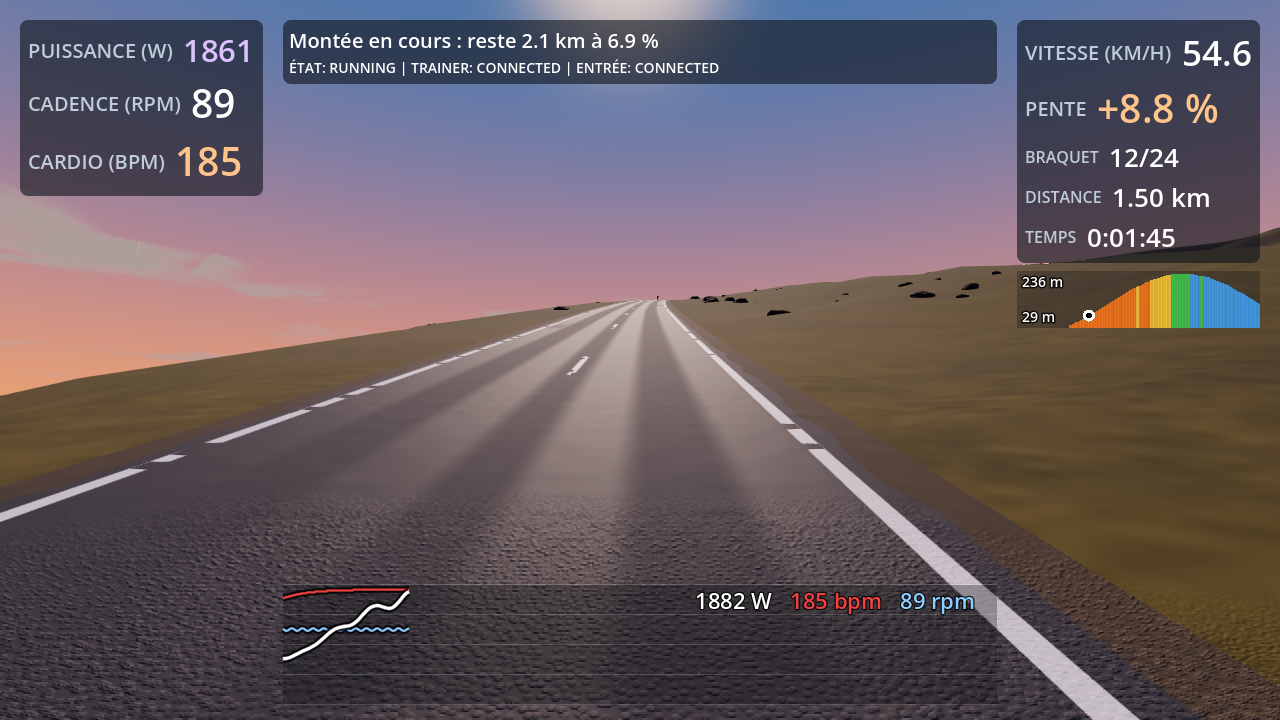 PUISSANCE (W) 1861
CADENCE (RPM) 89
CARDIO (BPM) 185
Montée en cours : reste 2.1 km à 6.9 %
ÉTAT: RUNNING | TRAINER: CONNECTED | ENTRÉE: CONNECTED
VITESSE (KM/H) 54.6
PENTE +8.8 %
BRAQUET 12/24
DISTANCE 1.50 km
TEMPS 0:01:45
236 m
29 m
1882 W 185 bpm 89 rpm